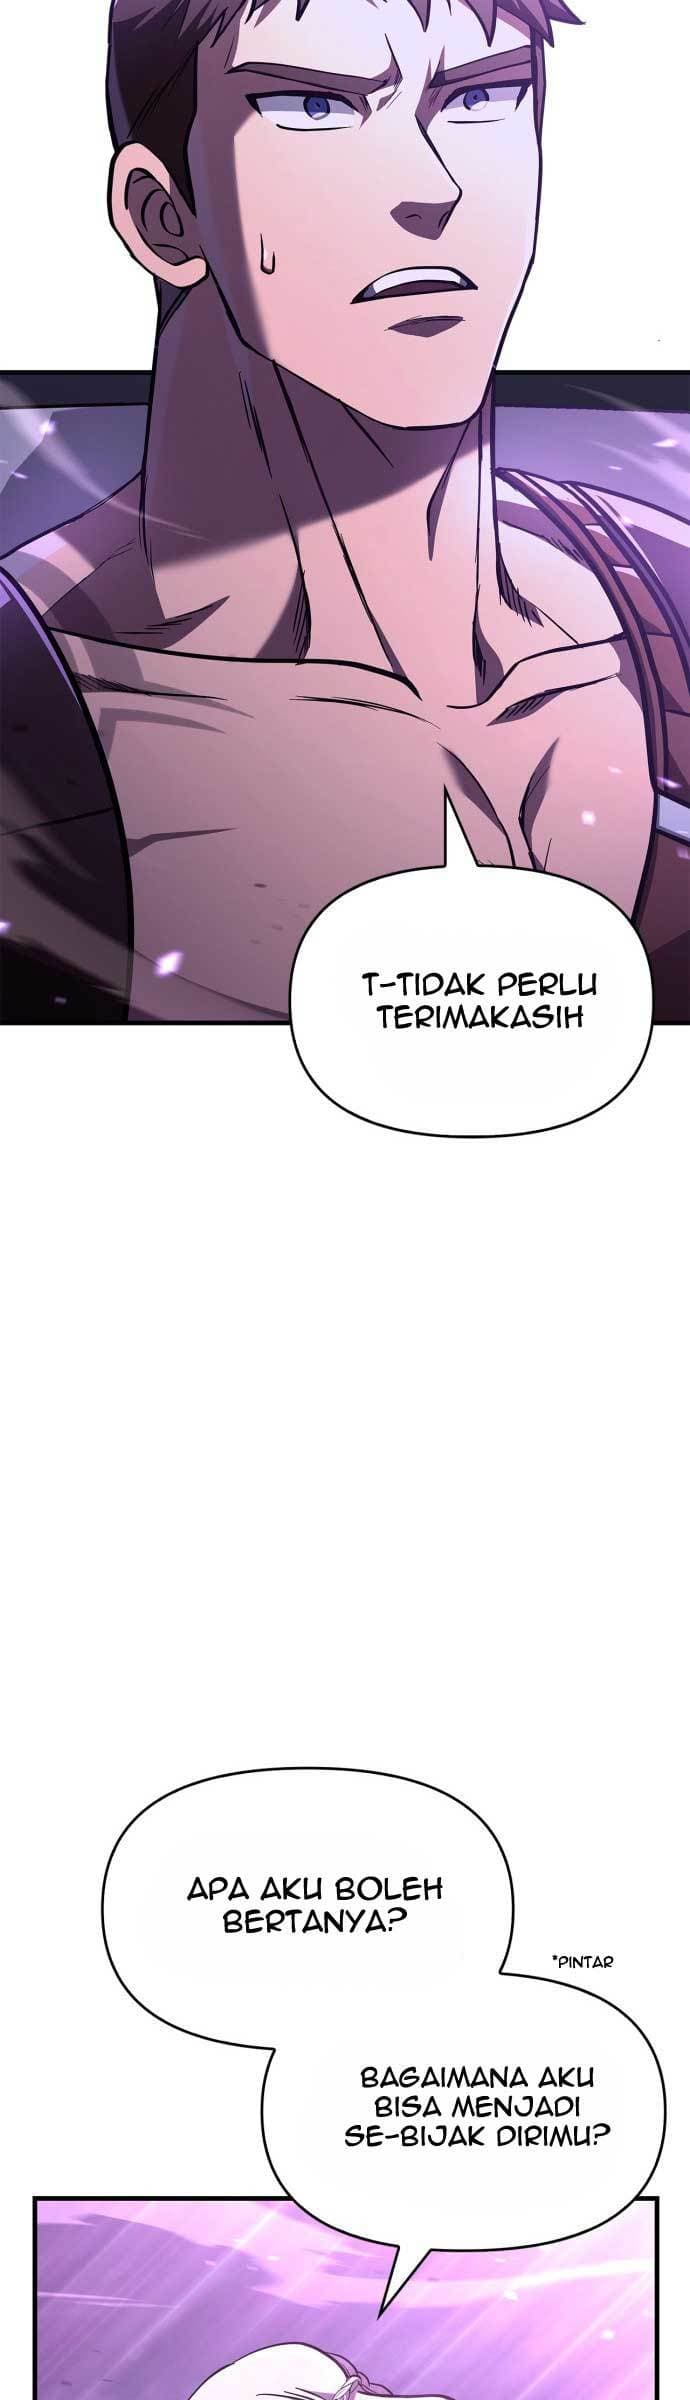 T-TIDAK PERLU
TERIMAKASIH
APA AKU BOLEH
BERTANYA?
*PINTAR
BAGAIMANA AKU
BISA MENJADI
SE-BIJAK DIRIMU?